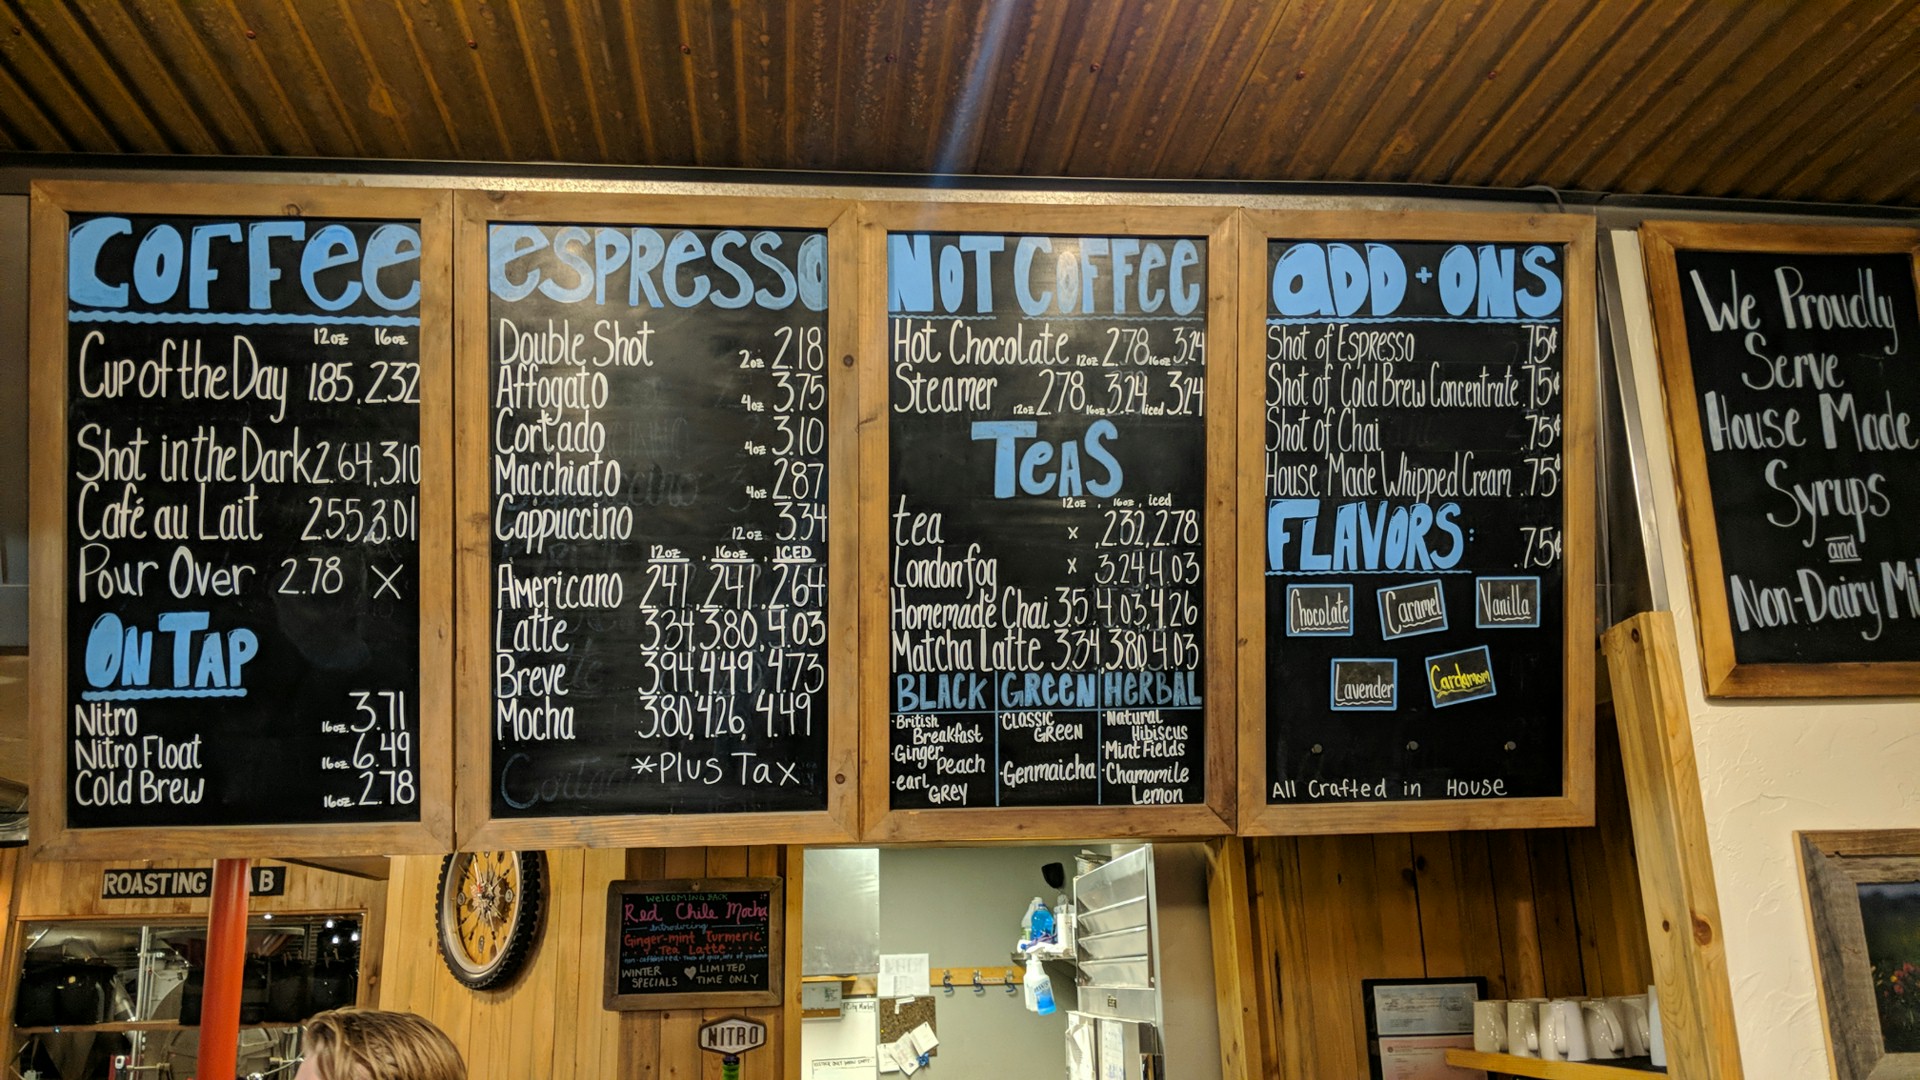 COFFEE
12oz 16oz
Cup of the Day 1.85, 2.32
Shot in the Dark 2.64, 3.10
Café au Lait 2.55, 3.01
Pour Over 2.78 X
ON TAP
Nitro 16oz 3.71
Nitro Float 16oz 6.49
Cold Brew 16oz 2.78
ESPRESSO
Double Shot 2oz 2.18
Affogato 4oz 3.75
Cortado 4oz 3.10
Macchiato 4oz 2.87
Cappuccino 12oz 3.34
12oz, 16oz, ICED
Americano 2.41, 2.41, 2.64
Latte 3.34, 3.80, 4.03
Breve 3.94, 4.49, 4.73
Mocha 3.80, 4.26, 4.49
*Plus Tax
NOT COFFEE
Hot Chocolate 12oz 2.78, 16oz 3.24
Steamer 12oz 2.78, 16oz 3.24, iced 3.24
TEAS
12oz, 16oz, iced
tea x, 2.32, 2.78
London fog x 3.24, 4.03
Homemade Chai 3.5, 4.03, 4.26
Matcha Latte 3.34, 3.80, 4.03
BLACK GREEN HERBAL
·British Breakfast
·Ginger Peach
·earl GREY
·CLASSIC GREEN
·Genmaicha
·Natural Hibiscus
·Mint Fields
·Chamomile Lemon
ADD + ONS
Shot of Espresso .75¢
Shot of Cold Brew Concentrate .75¢
Shot of Chai .75¢
House Made Whipped Cream .75¢
FLAVORS: .75¢
Chocolate
Caramel
Vanilla
Lavender
Cardamom
All Crafted in House
We Proudly
Serve
House Made
Syrups
and
Non-Dairy
ROASTING
WELCOMING BACK
Red Chile Mocha
Introducing
Ginger-mint Turmeric
Tea Latte
WINTER SPECIALS
LIMITED TIME ONLY
NITRO